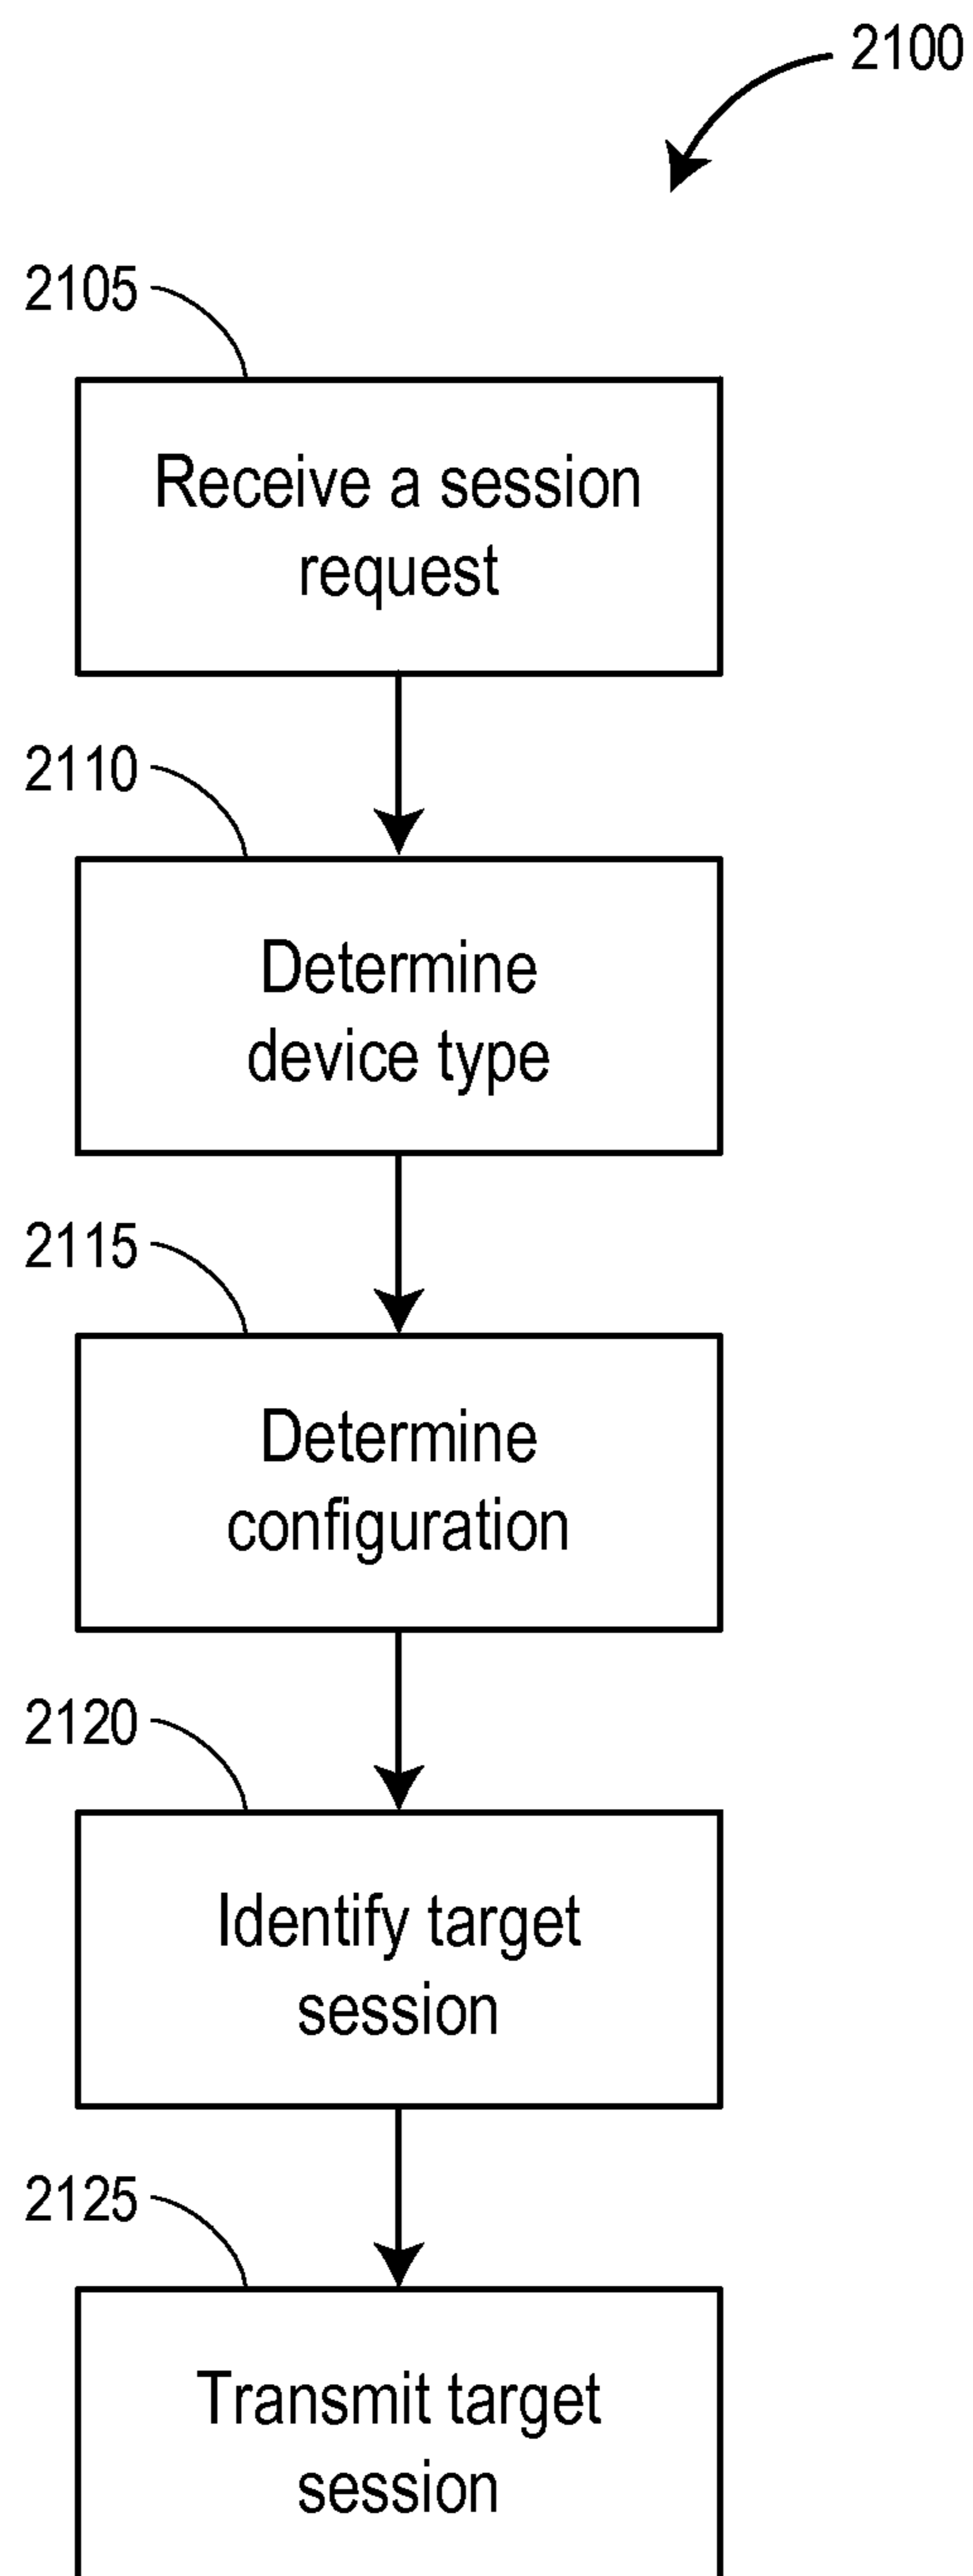 2100
2105
Receive a session
request
2110
Determine
device type
2115
Determine
configuration
2120
Identify target
session
2125
Transmit target
session